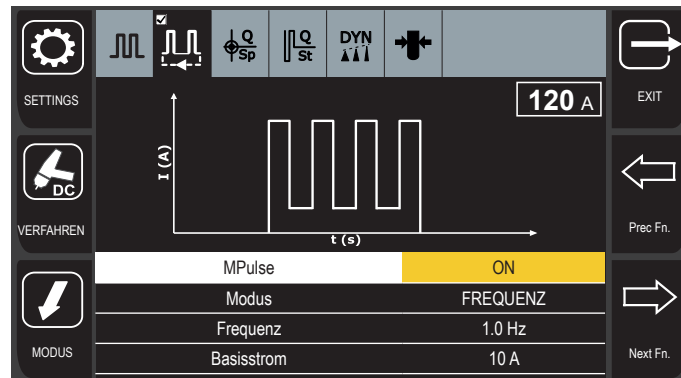 SETTINGS
DC
VERFAHREN
MODUS
Q
Sp
Q
St
DYN
120 A
I (A)
t (s)
MPulse ON
Modus FREQUENZ
Frequenz 1.0 Hz
Basisstrom 10 A
EXIT
Prec Fn.
Next Fn.